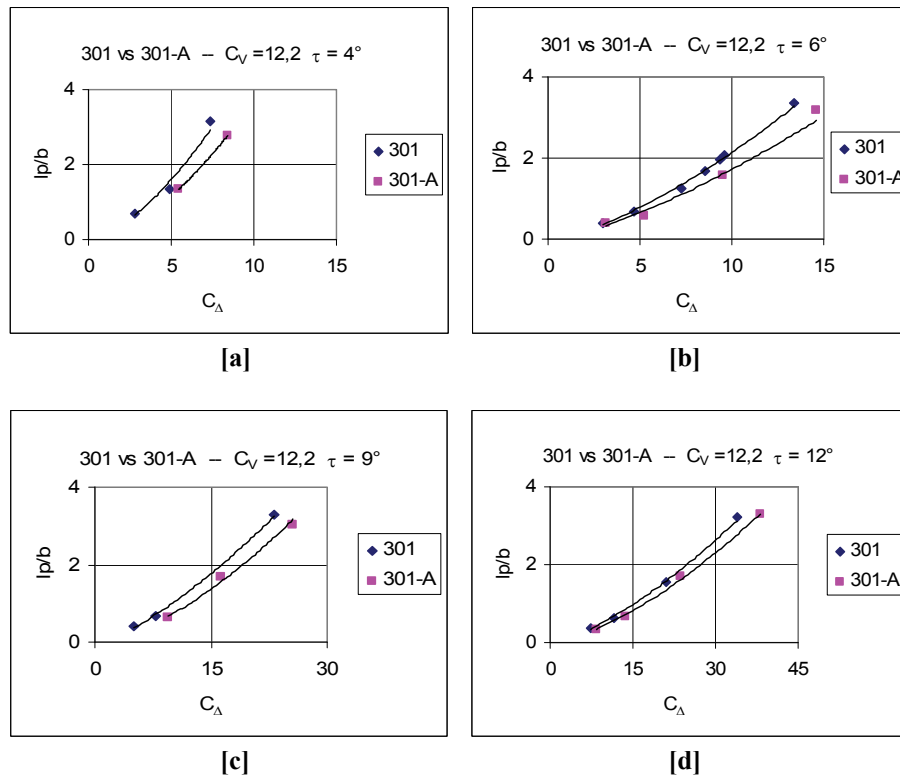 301 vs 301-A -- C_V =12,2 τ = 4°
4
2
0
0 5 10 15
lp/b
C_Δ
301
301-A
[a]
301 vs 301-A -- C_V =12,2 τ = 6°
4
2
0
0 5 10 15
lp/b
C_Δ
301
301-A
[b]
301 vs 301-A -- C_V =12,2 τ = 9°
4
2
0
0 15 30
lp/b
C_Δ
301
301-A
[c]
301 vs 301-A -- C_V =12,2 τ = 12°
4
2
0
0 15 30 45
lp/b
C_Δ
301
301-A
[d]